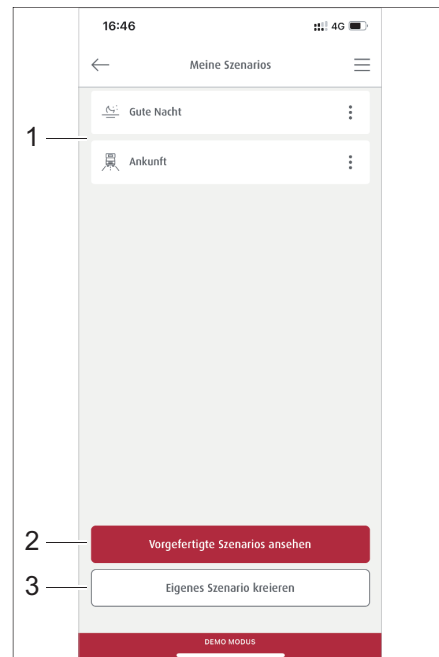 16:46 4G
Meine Szenarios
Gute Nacht
1
Ankunft
2 Vorgefertigte Szenarios ansehen
3 Eigenes Szenario kreieren
DEMO MODUS